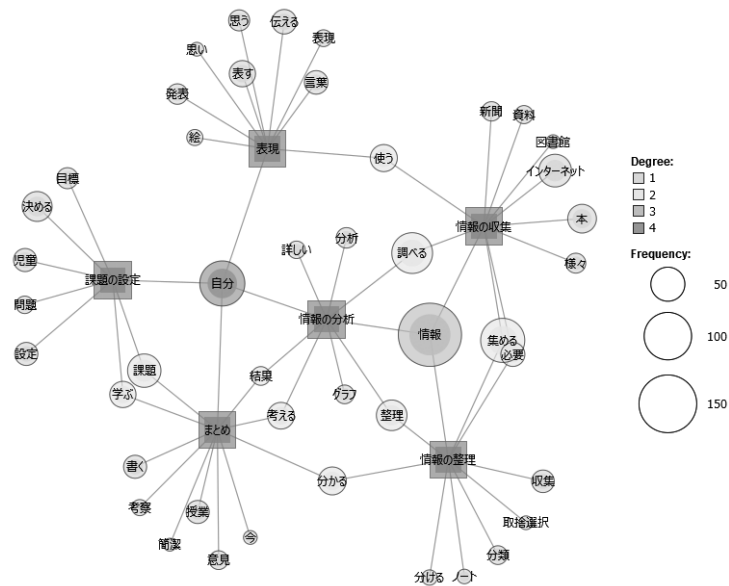 思う
伝える
思い
表現
表す
言葉
発表
絵
表現
使う
新聞
資料
図書館
インターネット
本
情報の収集
様々
調べる
目標
決める
児童
課題の設定
問題
設定
自分
詳しい
分析
情報の分析
情報
集める
必要
課題
学ぶ
結果
グラフ
考える
整理
まとめ
情報の整理
書く
分かる
収集
考察
授業
取捨選択
簡潔
今
意見
分類
分ける
ノート
Degree:
1
2
3
4
Frequency:
50
100
150